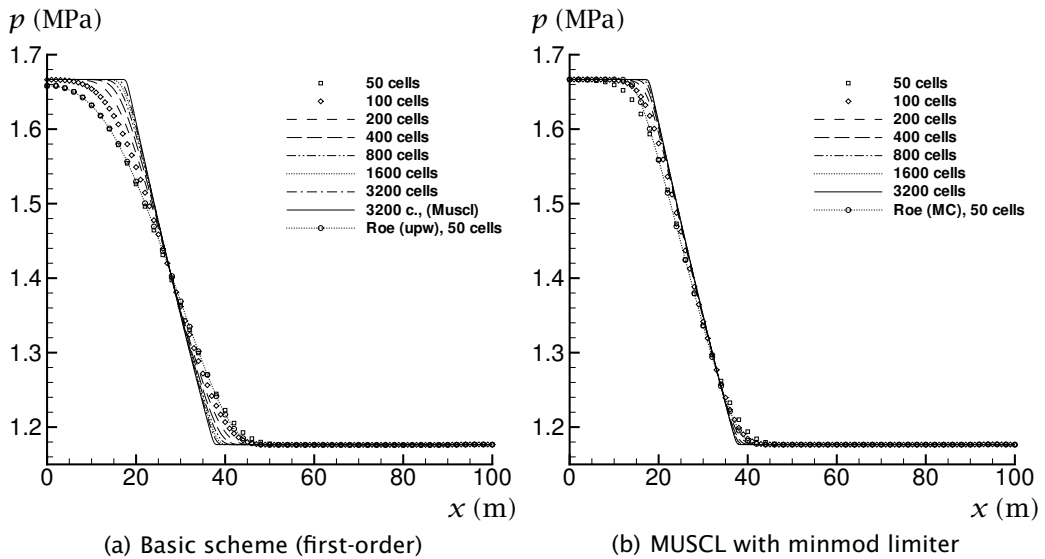 p (MPa)
1.7
1.6
1.5
1.4
1.3
1.2
0
20
40
60
80
100
x (m)
50 cells
100 cells
200 cells
400 cells
800 cells
1600 cells
3200 cells
3200 c., (Muscl)
Roe (upw), 50 cells
(a) Basic scheme (first-order)
p (MPa)
1.7
1.6
1.5
1.4
1.3
1.2
0
20
40
60
80
100
x (m)
50 cells
100 cells
200 cells
400 cells
800 cells
1600 cells
3200 cells
Roe (MC), 50 cells
(b) MUSCL with minmod limiter